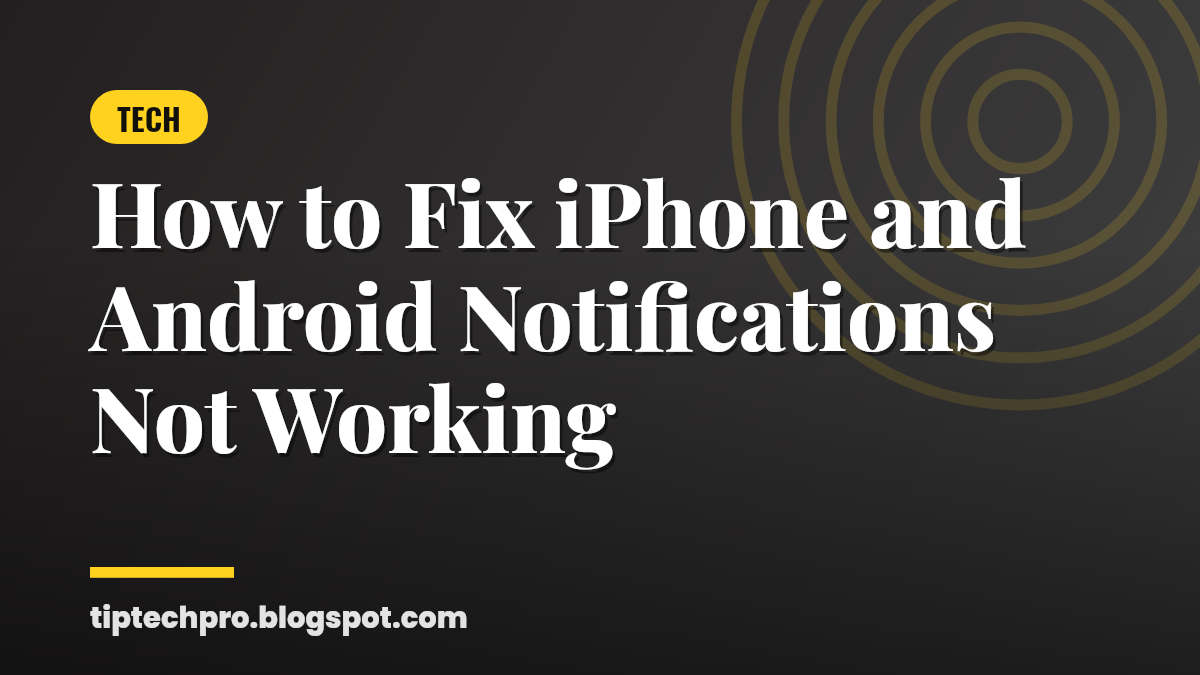 TECH
How to Fix iPhone and
Android Notifications
Not Working
tiptechpro.blogspot.com